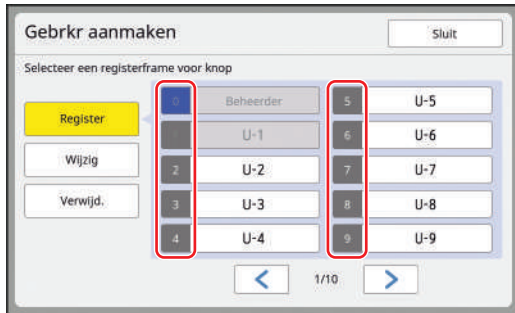 Gebrkr aanmaken
Sluit
Selecteer een registerframe voor knop
Register
Wijzig
Verwijd.
0 Beheerder
1 U-1
2 U-2
3 U-3
4 U-4
5 U-5
6 U-6
7 U-7
8 U-8
9 U-9
1/10